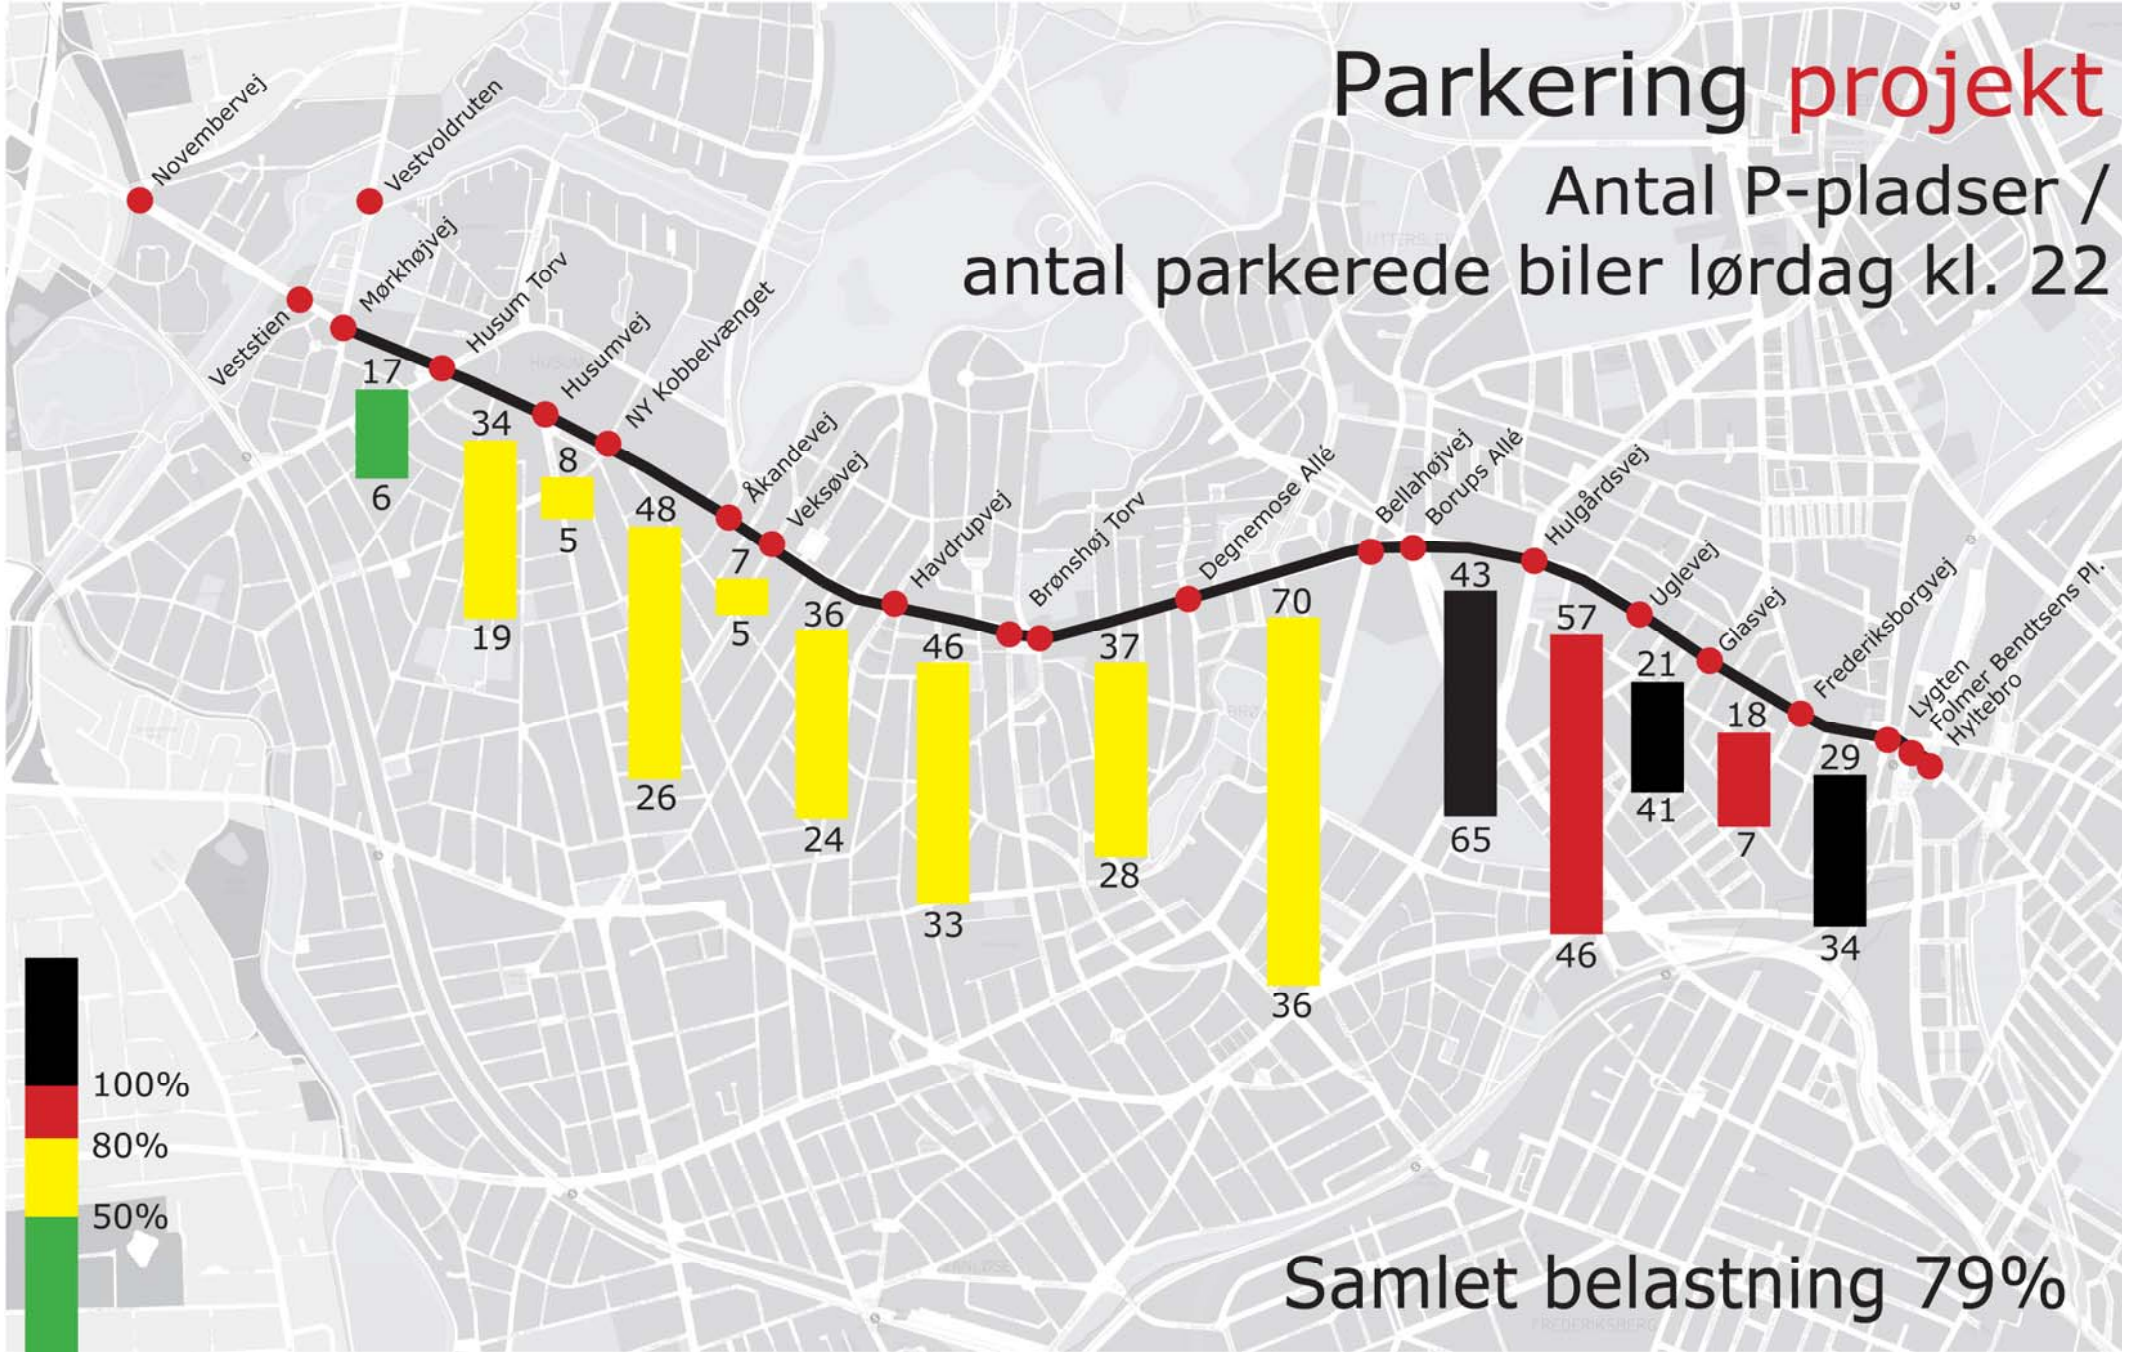 Parkering projekt
Antal P-pladser /
antal parkerede biler lørdag kl. 22
Novembervej
Vestvoldruten
Veststien
Mørkhøjvej
Husum Torv
Husumvej
NY Kobbelvænget
Åkandevej
Veksøvej
Havdrupvej
Brønshøj Torv
Degnemose Allé
Bellahøjvej
Borups Allé
Hulgårdsvej
Uglevej
Glasvej
Frederiksborgvej
Lygten
Folmer Bendtsens Pl.
Hyltebro
17
6
34
19
8
5
48
26
7
5
36
24
46
33
37
28
70
36
43
65
57
46
21
41
18
7
29
34
HUSUM
UTTERSLEV
100%
80%
50%
Samlet belastning 79%
FREDERIKSBERG